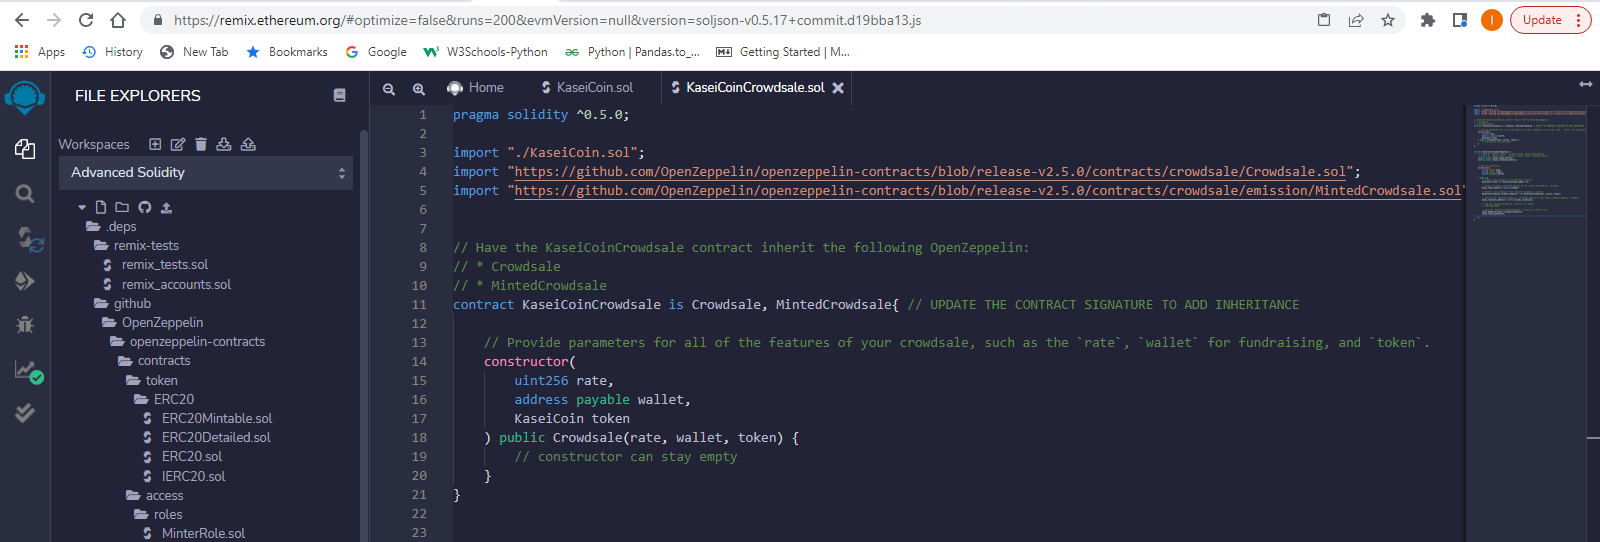 https://remix.ethereum.org/#optimize=false&runs=200&evmVersion=null&version=soljson-v0.5.17+commit.d19bba13.js
I
Update
Apps
History
New Tab
Bookmarks
Google
W3Schools-Python
Python | Pandas.to_...
Getting Started | M...
FILE EXPLORERS
Home
KaseiCoin.sol
KaseiCoinCrowdsale.sol
Workspaces
Advanced Solidity
.deps
remix-tests
remix_tests.sol
remix_accounts.sol
github
OpenZeppelin
openzeppelin-contracts
contracts
token
ERC20
ERC20Mintable.sol
ERC20Detailed.sol
ERC20.sol
IERC20.sol
access
roles
MinterRole.sol
1 pragma solidity ^0.5.0;
2
3 import "./KaseiCoin.sol";
4 import "https://github.com/OpenZeppelin/openzeppelin-contracts/blob/release-v2.5.0/contracts/crowdsale/Crowdsale.sol";
5 import "https://github.com/OpenZeppelin/openzeppelin-contracts/blob/release-v2.5.0/contracts/crowdsale/emission/MintedCrowdsale.sol"
6
7
8 // Have the KaseiCoinCrowdsale contract inherit the following OpenZeppelin:
9 // * Crowdsale
10 // * MintedCrowdsale
11 contract KaseiCoinCrowdsale is Crowdsale, MintedCrowdsale{ // UPDATE THE CONTRACT SIGNATURE TO ADD INHERITANCE
12
13 // Provide parameters for all of the features of your crowdsale, such as the `rate`, `wallet` for fundraising, and `token`.
14 constructor(
15 uint256 rate,
16 address payable wallet,
17 KaseiCoin token
18 ) public Crowdsale(rate, wallet, token) {
19 // constructor can stay empty
20 }
21 }
22
23